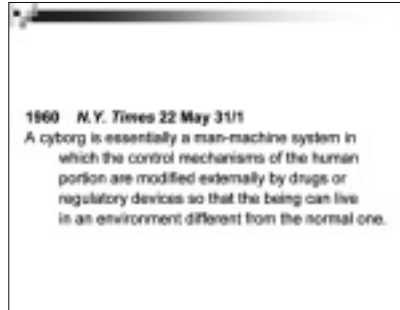 1960 N.Y. Times 22 May 31/1
A cyborg is essentially a man-machine system in
which the control mechanisms of the human
portion are modified externally by drugs or
regulatory devices so that the being can live
in an environment different from the normal one.